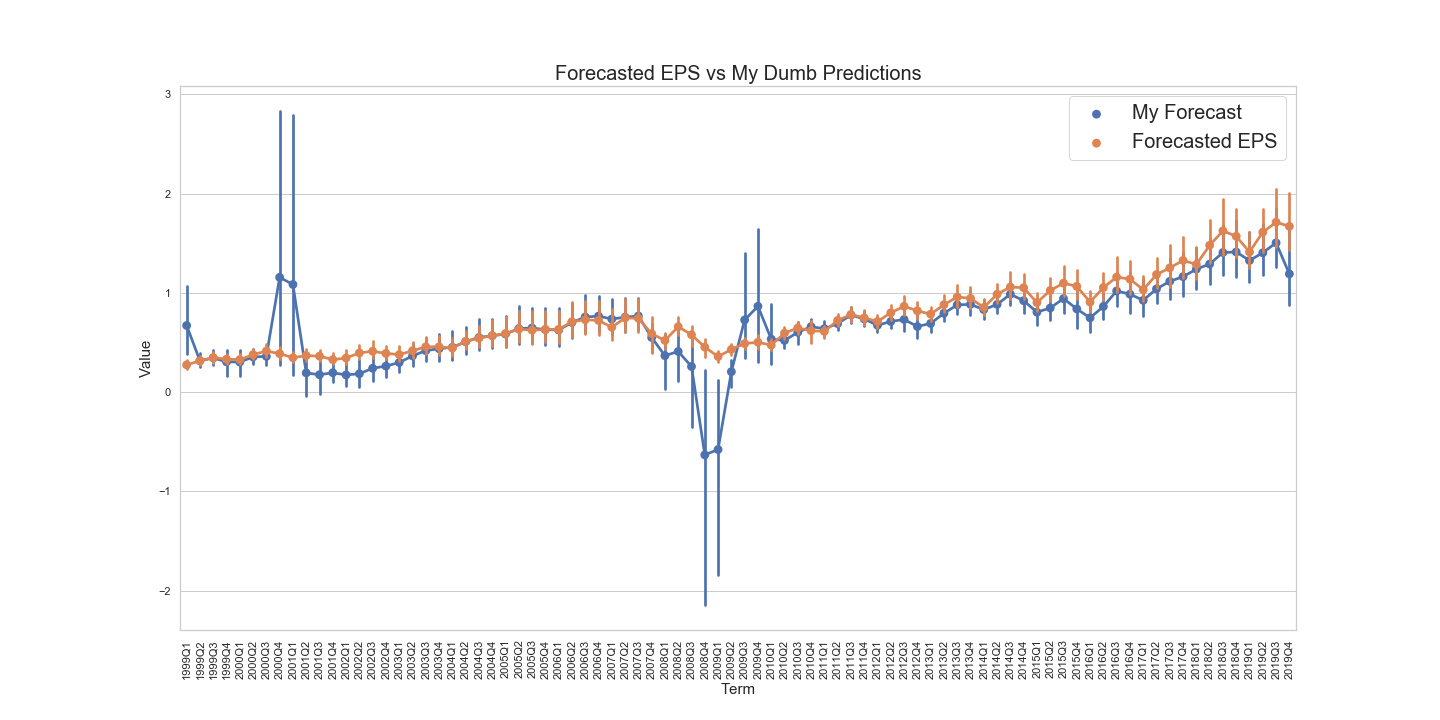 Forecasted EPS vs My Dumb Predictions
My Forecast
Forecasted EPS
3
2
1
0
−1
−2
Value
1999Q1
1999Q2
1999Q3
1999Q4
2000Q1
2000Q2
2000Q3
2000Q4
2001Q1
2001Q2
2001Q3
2001Q4
2002Q1
2002Q2
2002Q3
2002Q4
2003Q1
2003Q2
2003Q3
2003Q4
2004Q1
2004Q2
2004Q3
2004Q4
2005Q1
2005Q2
2005Q3
2005Q4
2006Q1
2006Q2
2006Q3
2006Q4
2007Q1
2007Q2
2007Q3
2007Q4
2008Q1
2008Q2
2008Q3
2008Q4
2009Q1
2009Q2
2009Q3
2009Q4
2010Q1
2010Q2
2010Q3
2010Q4
2011Q1
2011Q2
2011Q3
2011Q4
2012Q1
2012Q2
2012Q3
2012Q4
2013Q1
2013Q2
2013Q3
2013Q4
2014Q1
2014Q2
2014Q3
2014Q4
2015Q1
2015Q2
2015Q3
2015Q4
2016Q1
2016Q2
2016Q3
2016Q4
2017Q1
2017Q2
2017Q3
2017Q4
2018Q1
2018Q2
2018Q3
2018Q4
2019Q1
2019Q2
2019Q3
2019Q4
Term